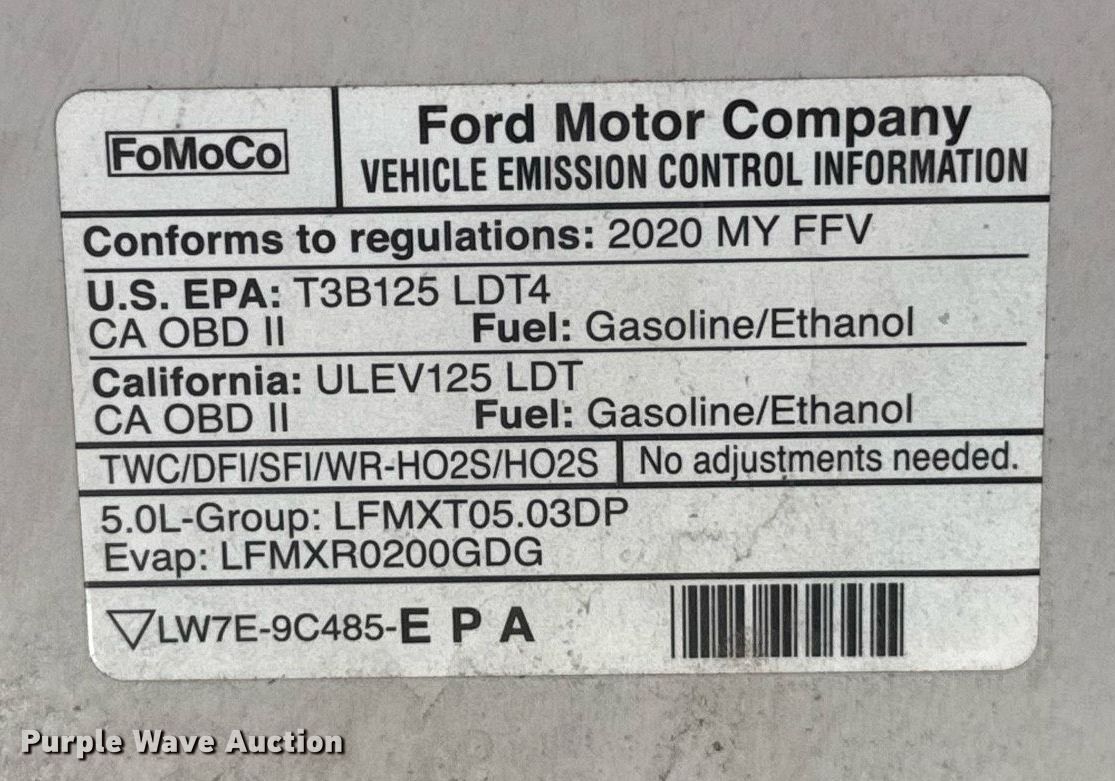 FoMoCo
Ford Motor Company
VEHICLE EMISSION CONTROL INFORMATION
Conforms to regulations: 2020 MY FFV
U.S. EPA: T3B125 LDT4
CA OBD II Fuel: Gasoline/Ethanol
California: ULEV125 LDT
CA OBD II Fuel: Gasoline/Ethanol
TWC/DFI/SFI/WR-HO2S/HO2S No adjustments needed.
5.0L-Group: LFMXT05.03DP
Evap: LFMXR0200GDG
LW7E-9C485-E P A
Purple Wave Auction